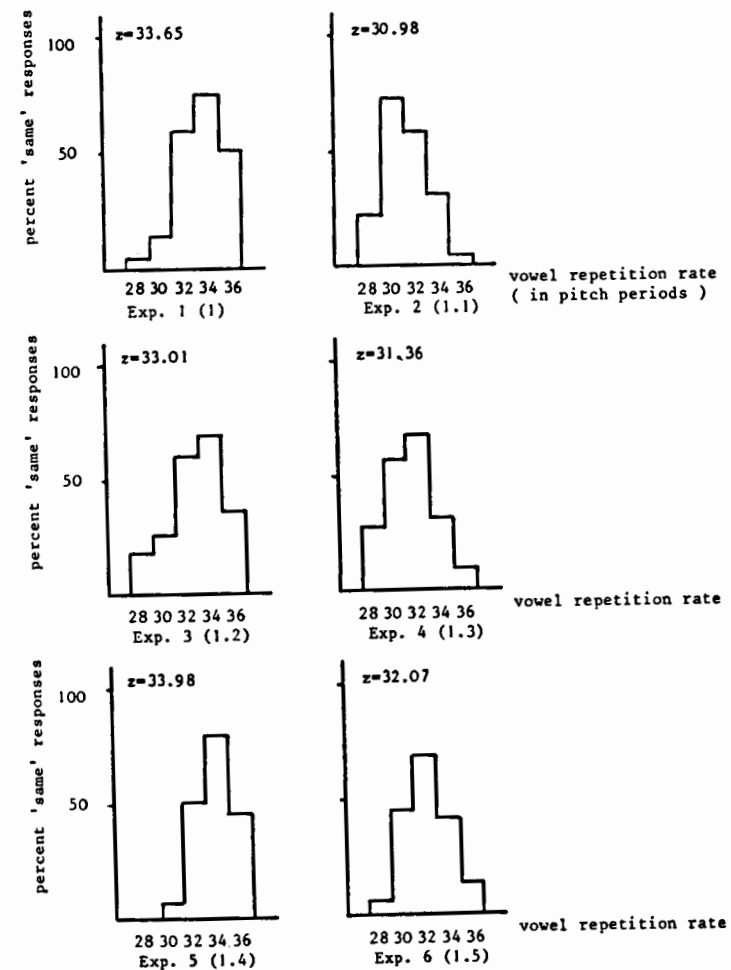 percent 'same' responses
100
50
z=33.65
28 30 32 34 36
Exp. 1 (1)
z=30.98
28 30 32 34 36
Exp. 2 (1.1)
vowel repetition rate
( in pitch periods )
percent 'same' responses
100
50
z=33.01
28 30 32 34 36
Exp. 3 (1.2)
z=31.36
28 30 32 34 36
Exp. 4 (1.3)
vowel repetition rate
percent 'same' responses
100
50
z=33.98
28 30 32 34 36
Exp. 5 (1.4)
z=32.07
28 30 32 34 36
Exp. 6 (1.5)
vowel repetition rate